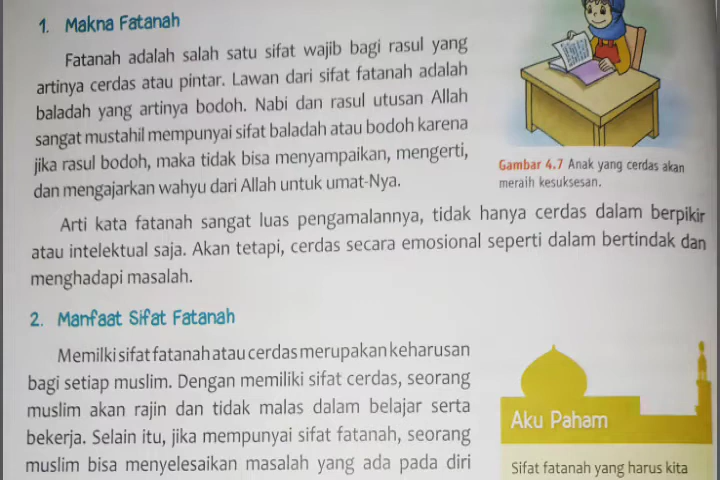 1. Makna Fatanah
Fatanah adalah salah satu sifat wajib bagi rasul yang
artinya cerdas atau pintar. Lawan dari sifat fatanah adalah
baladah yang artinya bodoh. Nabi dan rasul utusan Allah
sangat mustahil mempunyai sifat baladah atau bodoh karena
jika rasul bodoh, maka tidak bisa menyampaikan, mengerti,
dan mengajarkan wahyu dari Allah untuk umat-Nya.
Gambar 4.7 Anak yang cerdas akan
meraih kesuksesan.
Arti kata fatanah sangat luas pengamalannya, tidak hanya cerdas dalam berpikir
atau intelektual saja. Akan tetapi, cerdas secara emosional seperti dalam bertindak dan
menghadapi masalah.
2. Manfaat Sifat Fatanah
Memilki sifat fatanah atau cerdas merupakan keharusan
bagi setiap muslim. Dengan memiliki sifat cerdas, seorang
muslim akan rajin dan tidak malas dalam belajar serta
bekerja. Selain itu, jika mempunyai sifat fatanah, seorang
muslim bisa menyelesaikan masalah yang ada pada diri
Aku Paham
Sifat fatanah yang harus kita